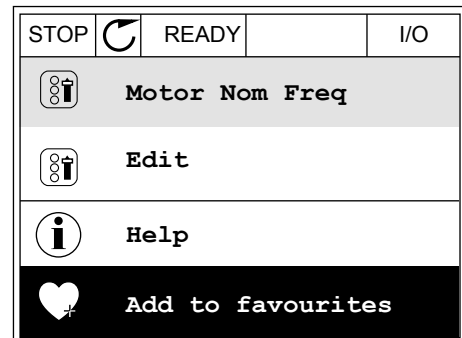 STOP READY I/O
Motor Nom Freq
Edit
Help
Add to favourites